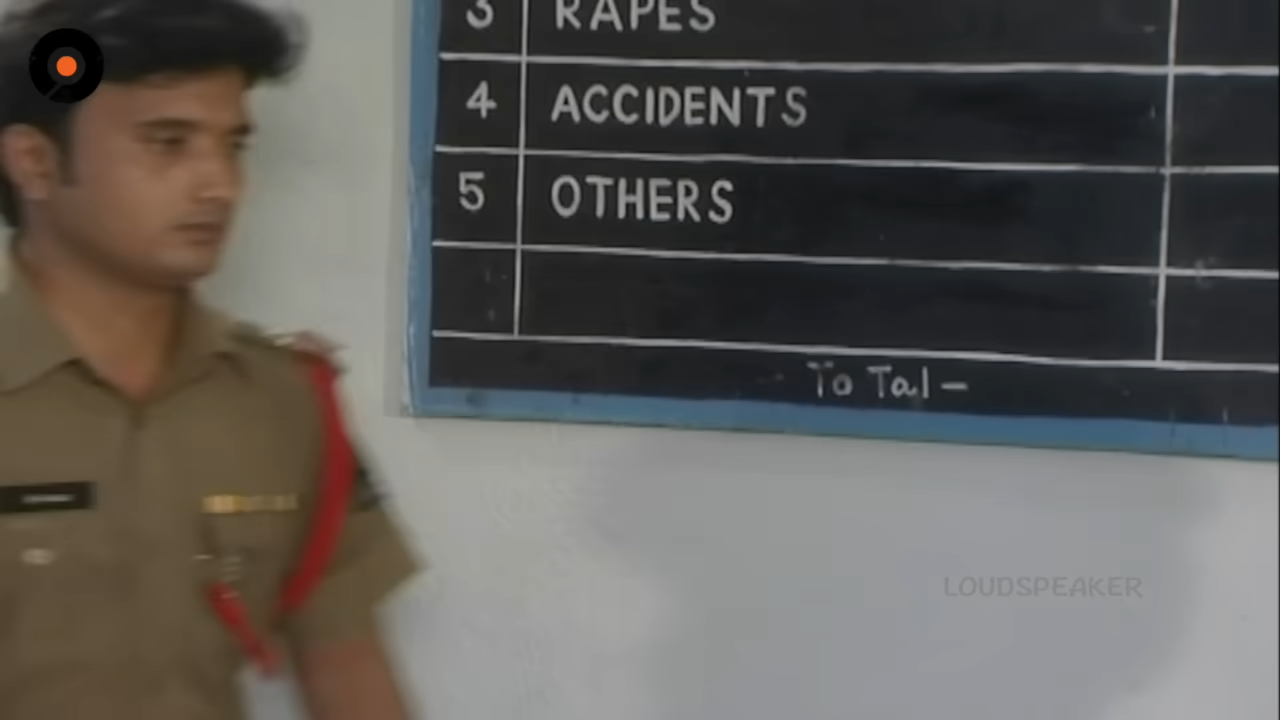 3 RAPES
4 ACCIDENTS
5 OTHERS
To Tal -
LOUDSPEAKER